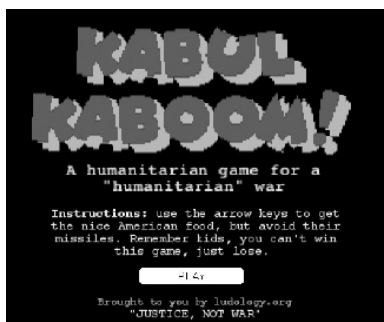 KABUL
KABOOM!
A humanitarian game for a
"humanitarian" war
Instructions: use the arrow keys to get
the nice American food, but avoid their
missiles. Remember kids, you can't win
this game, just lose.
PLAY
Brought to you by ludology.org
"JUSTICE, NOT WAR"